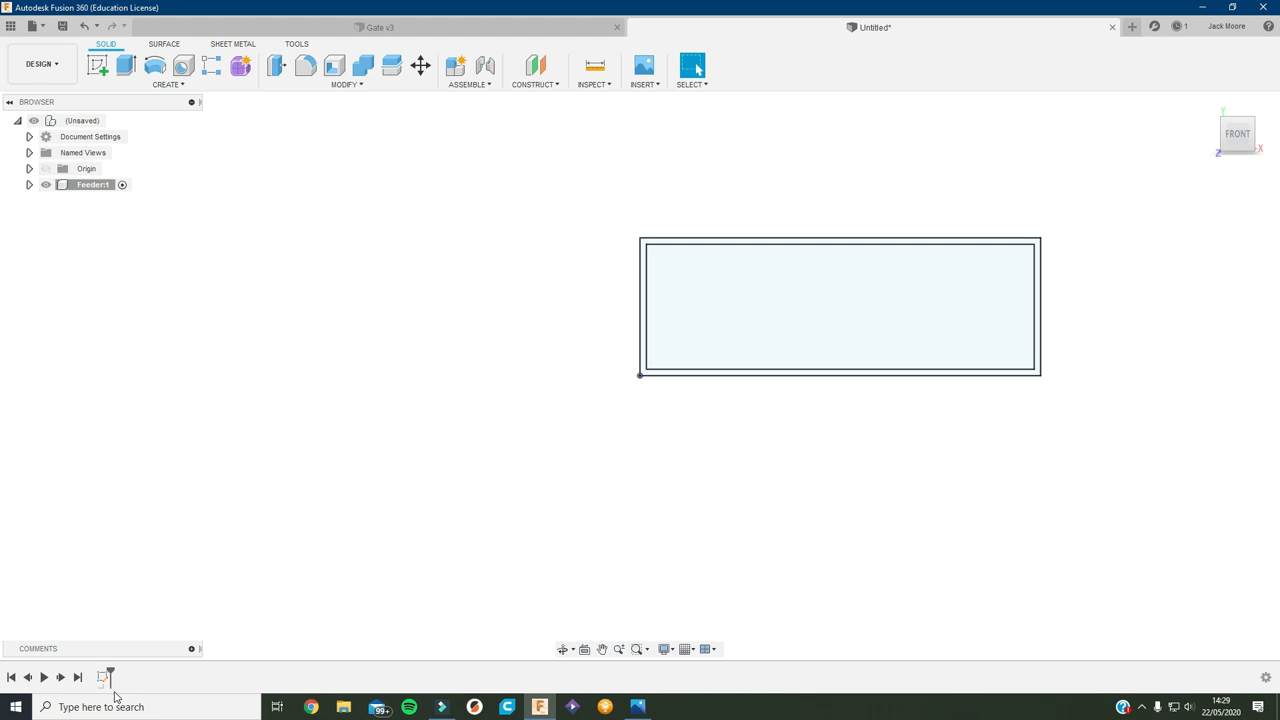 Autodesk Fusion 360 (Education License)
Gate v3
Untitled*
1
Jack Moore
DESIGN
SOLID
SURFACE
SHEET METAL
TOOLS
CREATE
MODIFY
ASSEMBLE
CONSTRUCT
INSPECT
INSERT
SELECT
BROWSER
(Unsaved)
Document Settings
Named Views
Origin
Feeder:1
Y
FRONT
X
Z
COMMENTS
Type here to search
99+
14:29
22/05/2020